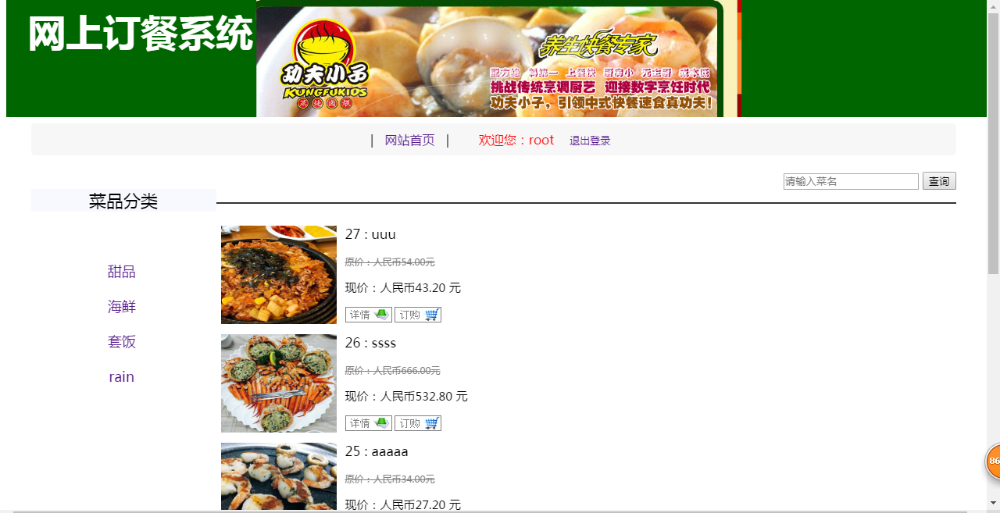 网上订餐系统
养生快餐专家
功夫小子
KUNGFUKIDS
蒸 炖 卤 煨
挑战传统烹调厨艺 迎接数字烹饪时代
功夫小子，引领中式快餐速食真功夫！
| 网站首页 | 欢迎您：root 退出登录
请输入菜名 查询
菜品分类
甜品
海鲜
套饭
rain
27 : uuu
原价：人民币54.00元
现价：人民币43.20 元
详情 订购
26 : ssss
原价：人民币666.00元
现价：人民币532.80 元
详情 订购
25 : aaaaa
原价：人民币34.00元
现价：人民币27.20 元
86